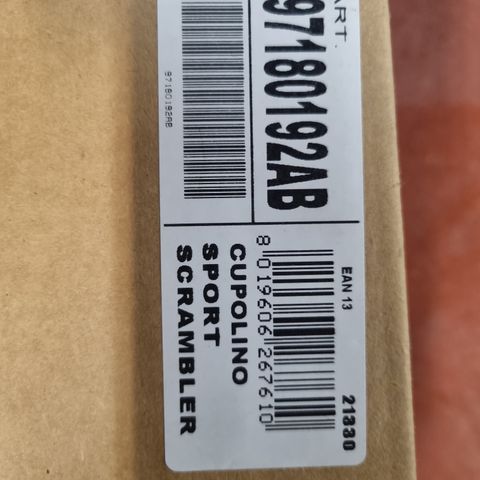 ART.
97180192AB
97180192AB
EAN 13
8 019606 267610
21330
CUPOLINO
SPORT
SCRAMBLER